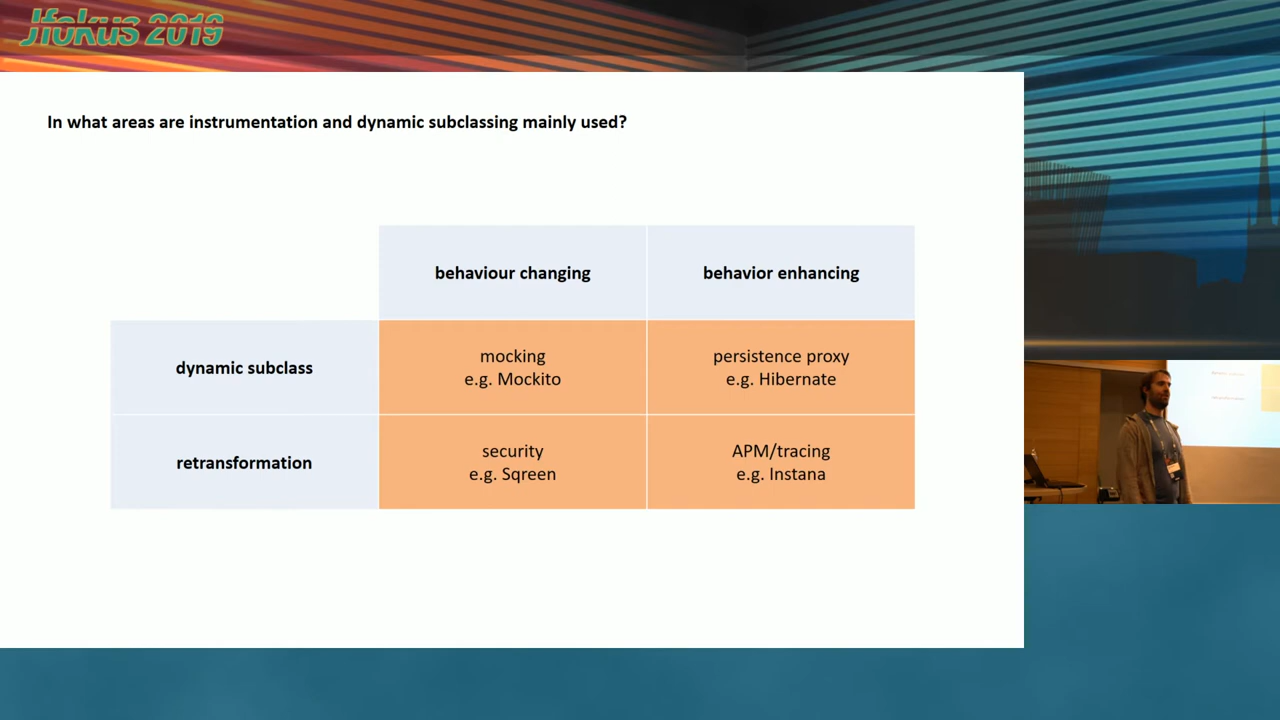 Jfokus 2019
In what areas are instrumentation and dynamic subclassing mainly used?
behaviour changing
behavior enhancing
dynamic subclass
mocking
e.g. Mockito
persistence proxy
e.g. Hibernate
retransformation
security
e.g. Sqreen
APM/tracing
e.g. Instana